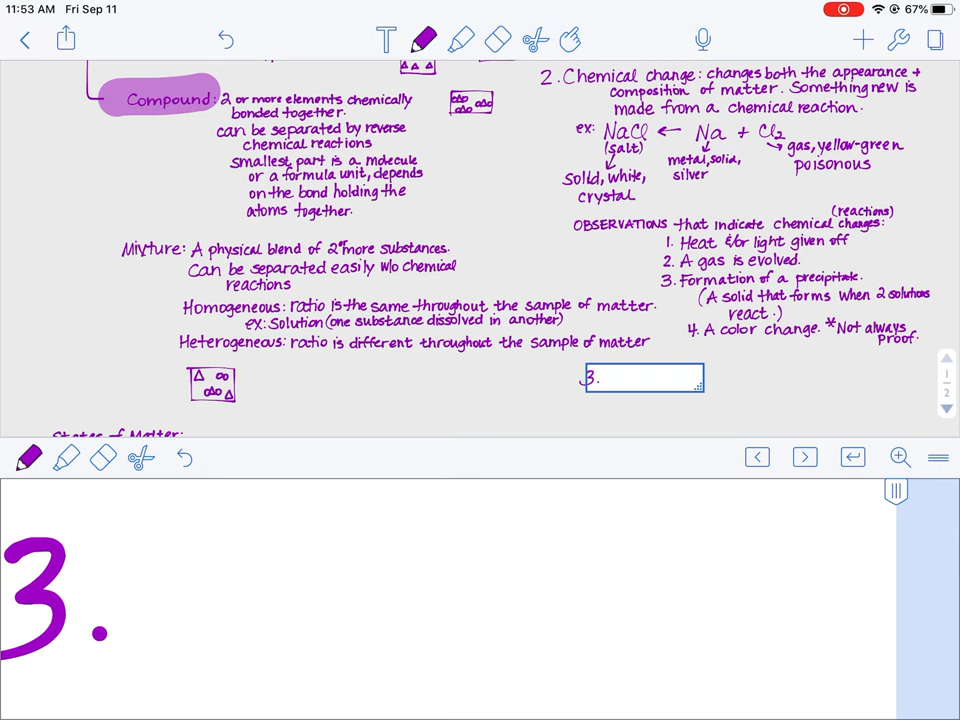 11:53 AM Fri Sep 11
67%
T
Compound: 2 or more elements chemically
bonded together.
can be separated by reverse
chemical reactions
smallest part is a molecule
or a formula unit, depends
on the bond holding the
atoms together.
Mixture: A physical blend of 2 or more substances.
Can be separated easily w/o chemical
reactions
Homogeneous: ratio is the same throughout the sample of matter.
ex: solution (one substance dissolved in another)
Heterogeneous: ratio is different throughout the sample of matter
States of Matter:
2. Chemical change: changes both the appearance +
composition of matter. Something new is
made from a chemical reaction.
ex: NaCl ← Na + Cl2
(salt)
solid, white,
crystal
metal, solid,
silver
gas, yellow-green
poisonous
(reactions)
OBSERVATIONS that indicate chemical changes:
1. Heat &/or light given off
2. A gas is evolved.
3. Formation of a precipitate.
(A solid that forms when 2 solutions
react.)
4. A color change. *Not always
proof.
3.
1
2
3.